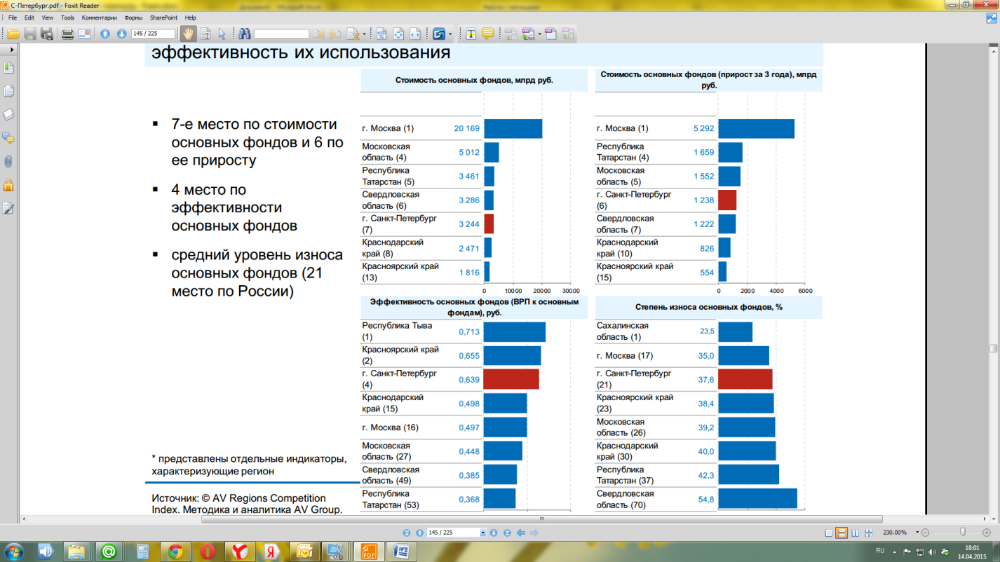 С-Петербург.pdf - Foxit Reader
File Edit View Tools Комментарии Формы SharePoint Help
145 / 225
эффективность их использования
▪ 7-е место по стоимости
основных фондов и 6 по
ее приросту
▪ 4 место по
эффективности
основных фондов
▪ средний уровень износа
основных фондов (21
место по России)
* представлены отдельные индикаторы,
характеризующие регион
Источник: © AV Regions Competition
Index. Методика и аналитика AV Group.
Стоимость основных фондов, млрд руб.
г. Москва (1) 20 169
Московская
область (4) 5 012
Республика
Татарстан (5) 3 461
Свердловская
область (6) 3 286
г. Санкт-Петербург
(7) 3 244
Краснодарский
край (8) 2 471
Красноярский край
(13) 1 816
0 10000 20000 30000
Стоимость основных фондов (прирост за 3 года), млрд
руб.
г. Москва (1) 5 292
Республика
Татарстан (4) 1 659
Московская
область (5) 1 552
г. Санкт-Петербург
(6) 1 238
Свердловская
область (7) 1 222
Краснодарский
край (10) 826
Красноярский край
(15) 554
0 2000 4000 6000
Эффективность основных фондов (ВРП к основным
фондам), руб.
Республика Тыва
(1) 0,713
Красноярский край
(2) 0,655
г. Санкт-Петербург
(4) 0,639
Краснодарский
край (15) 0,498
г. Москва (16) 0,497
Московская
область (27) 0,448
Свердловская
область (49) 0,385
Республика
Татарстан (53) 0,368
Степень износа основных фондов, %
Сахалинская
область (1) 23,5
г. Москва (17) 35,0
г. Санкт-Петербург
(21) 37,6
Красноярский край
(23) 38,4
Московская
область (26) 39,2
Краснодарский
край (30) 40,0
Республика
Татарстан (37) 42,3
Свердловская
область (70) 54,8
145 / 225
230.00%
RU
18:01
14.04.2015